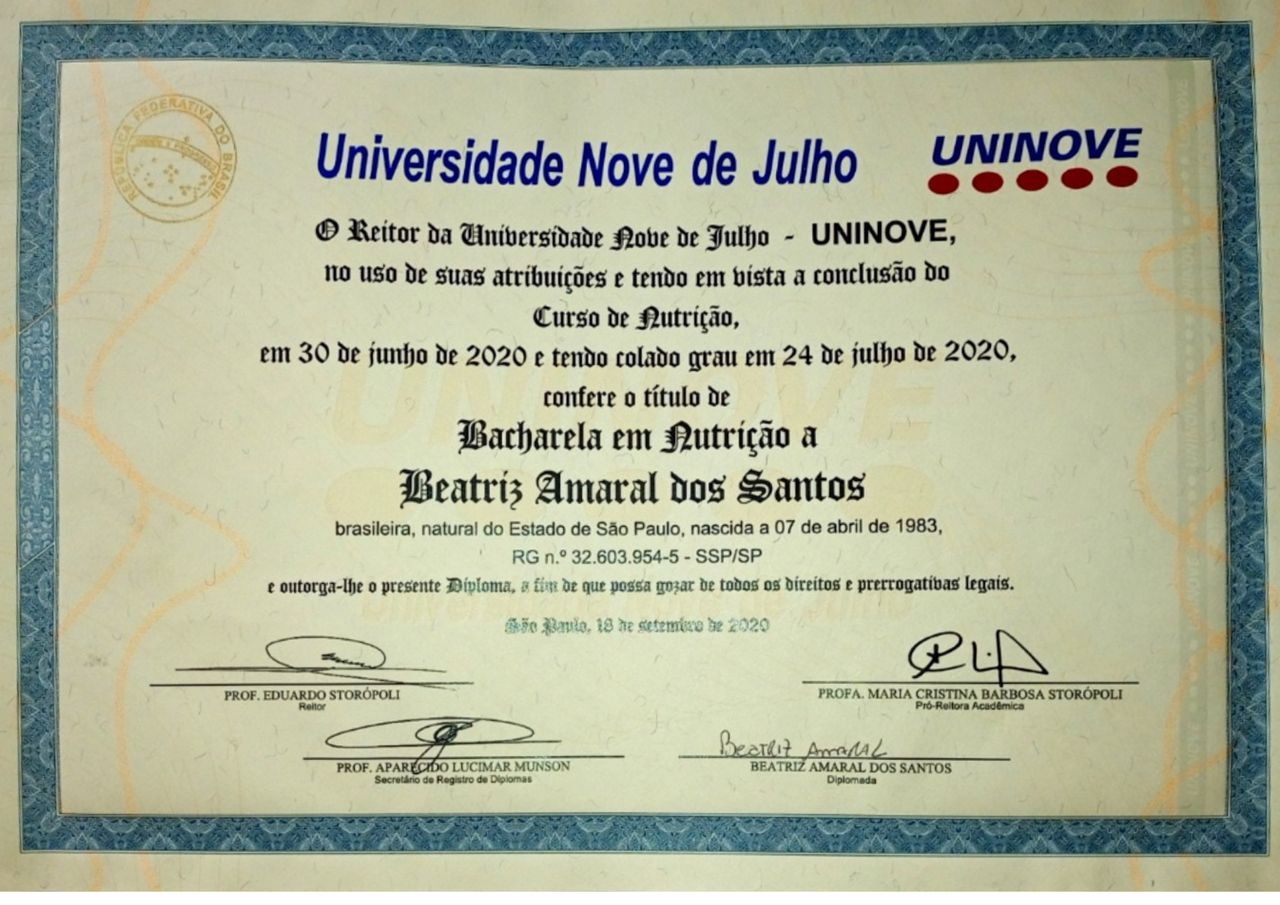 REPÚBLICA FEDERATIVA DO BRASIL
Universidade Nove de Julho
UNINOVE
O Reitor da Universidade Nove de Julho - UNINOVE,
no uso de suas atribuições e tendo em vista a conclusão do
Curso de Nutrição,
em 30 de junho de 2020 e tendo colado grau em 24 de julho de 2020,
confere o título de
Bacharela em Nutrição a
Beatriz Amaral dos Santos
brasileira, natural do Estado de São Paulo, nascida a 07 de abril de 1983,
RG n.º 32.603.954-5 - SSP/SP
e outorga-lhe o presente Diploma, a fim de que possa gozar de todos os direitos e prerrogativas legais.
São Paulo, 18 de setembro de 2020
PROF. EDUARDO STORÓPOLI
Reitor
PROFA. MARIA CRISTINA BARBOSA STORÓPOLI
Pró-Reitora Acadêmica
PROF. APARECIDO LUCIMAR MUNSON
Secretário de Registro de Diplomas
Beatriz Amaral
BEATRIZ AMARAL DOS SANTOS
Diplomada